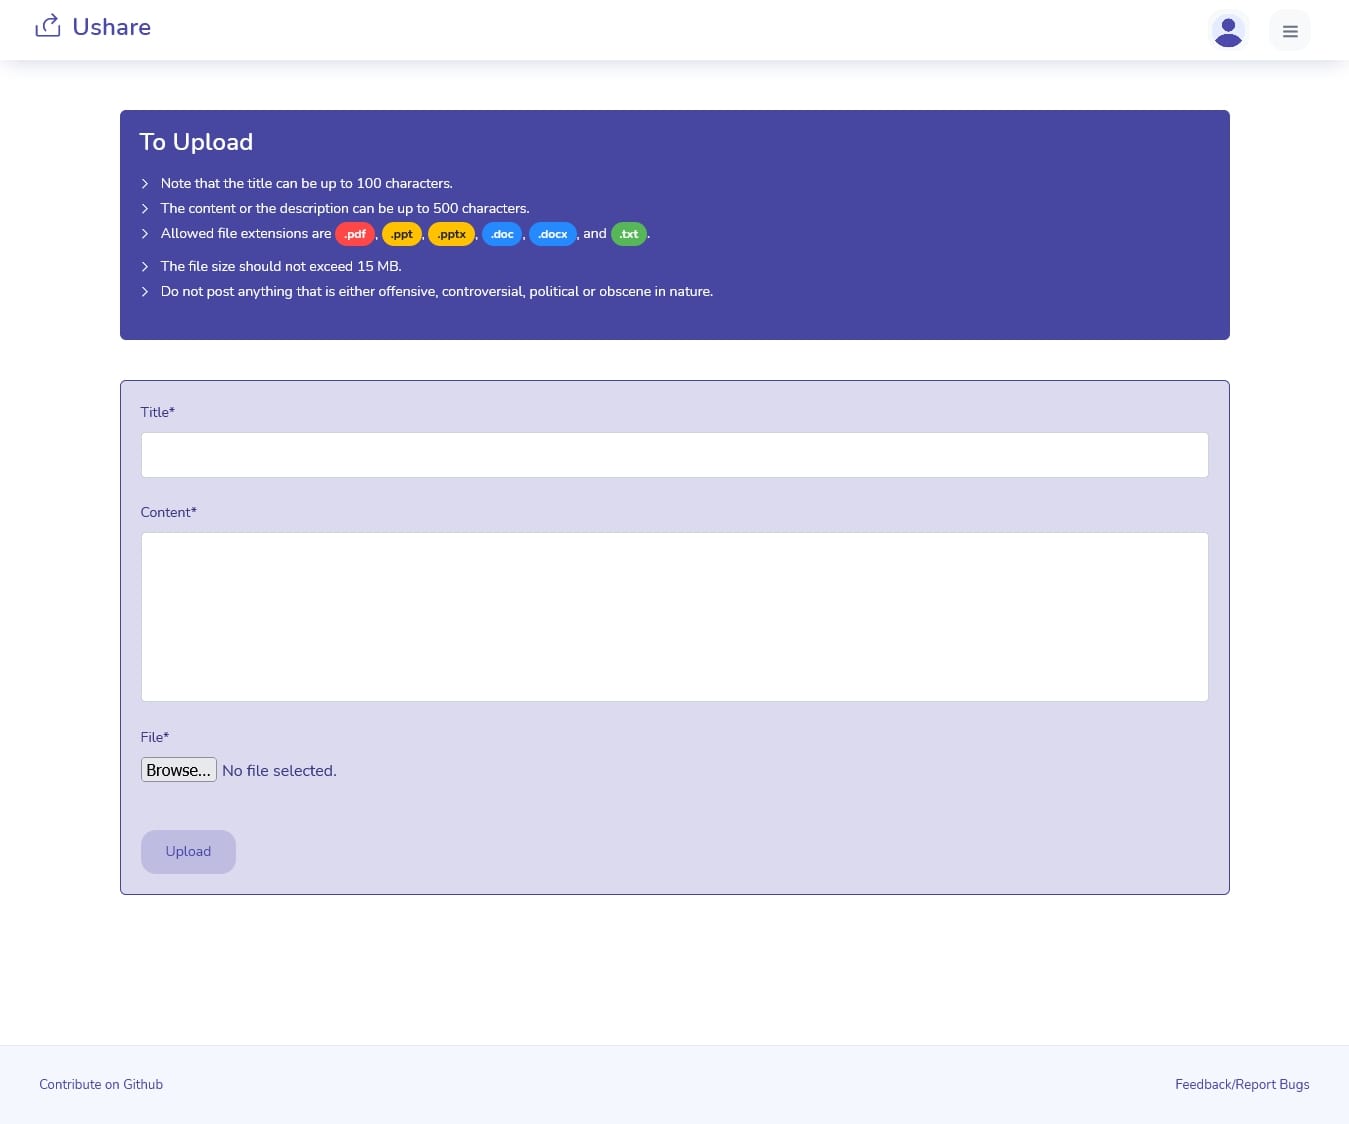 Ushare
To Upload
Note that the title can be up to 100 characters.
The content or the description can be up to 500 characters.
Allowed file extensions are .pdf, .ppt, .pptx, .doc, .docx, and .txt.
The file size should not exceed 15 MB.
Do not post anything that is either offensive, controversial, political or obscene in nature.
Title*
Content*
File*
Browse... No file selected.
Upload
Contribute on Github
Feedback/Report Bugs